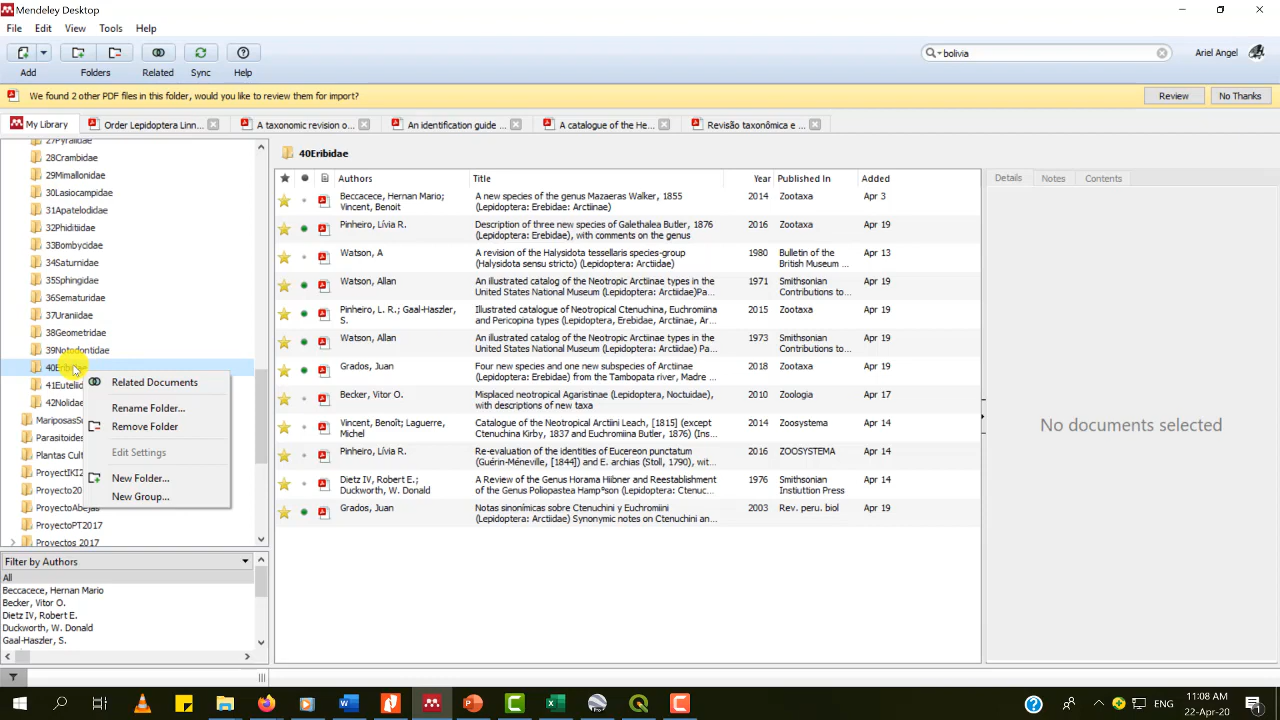 Mendeley Desktop
File Edit View Tools Help
bolivia
Ariel Angel
Add Folders Related Sync Help
We found 2 other PDF files in this folder, would you like to review them for import?
Review No Thanks
My Library Order Lepidoptera Linn... A taxonomic revision o... An identification guide ... A catalogue of the He... Revisão taxonômica e ...
27Pyralidae
28Crambidae
29Mimallonidae
30Lasiocampidae
31Apatelodidae
32Phiditiidae
33Bombycidae
34Saturnidae
35Sphingidae
36Sematuridae
37Uraniidae
38Geometridae
39Notodontidae
41Eutelii
42Nolidae
Parasitoides
Plantas Cult
ProyectIKI2
Proyecto20
ProyectoAbejas
ProyectoPT2017
Proyectos 2017
Related Documents
Rename Folder...
Remove Folder
Edit Settings
New Folder...
New Group...
Filter by Authors
All
Beccacece, Hernan Mario
Becker, Vitor O.
Dietz IV, Robert E.
Duckworth, W. Donald
Gaal-Haszler, S.
40Eribidae
Authors Title Year Published In Added
Beccacece, Hernan Mario; Vincent, Benoit A new species of the genus Mazaeras Walker, 1855 (Lepidoptera: Erebidae: Arctiinae) 2014 Zootaxa Apr 3
Pinheiro, Lívia R. Description of three new species of Galethalea Butler, 1876 (Lepidoptera: Erebidae), with comments on the genus 2016 Zootaxa Apr 19
Watson, A A revision of the Halysidota tessellaris species-group (Halysidota sensu stricto) (Lepidoptera: Arctiidae) 1980 Bulletin of the British Museum ... Apr 13
Watson, Allan An illustrated catalog of the Neotropic Arctiinae types in the United States National Museum (Lepidoptera: Arctiidae)Pa... 1971 Smithsonian Contributions to... Apr 19
Pinheiro, L. R.; Gaal-Haszler, S. Illustrated catalogue of Neotropical Ctenuchina, Euchromiina and Pericopina types (Lepidoptera, Erebidae, Arctiinae, Ar... 2016 Zootaxa Apr 19
Watson, Allan An illustrated catalog of the Neotropic Arctiinae types in the United States National Museum (Lepidoptera: Arctiidae)Pa... 1973 Smithsonian Contributions to... Apr 19
Grados, Juan Four new species and one new subspecies of Arctiinae (Lepidoptera: Erebidae) from the Tambopata river, Madre ... 2016 Zootaxa Apr 19
Becker, Vitor O. Misplaced neotropical Agaristinae (Lepidoptera, Noctuidae), with descriptions of new taxa 2010 Zoologia Apr 17
Vincent, Benoît; Laguerre, Michel Catalogue of the Neotropical Arctiini Leach, [1815] (except Ctenuchina Kirby, 1837 and Euchromiina Butler, 1876) (Insec... 2014 Zoosystema Apr 14
Pinheiro, Lívia R. Re-evaluation of the identities of Eucereon punctatum (Guérin-Méneville, [1844]) and E. archias (Stoll, 1790), wit... 2016 ZOOSYSTEMA Apr 14
Dietz IV, Robert E.; Duckworth, W. Donald A Review of the Genus Horama Hübner and Reestablishment of the Genus Poliopastea Hamp°son (Lepidoptera: Ctenuc... 1976 Smithsonian Instiuttion Press Apr 14
Grados, Juan Notas sinonímicas sobre Ctenuchini y Euchromiini (Lepidoptera: Arctiidae) Synonymic notes on Ctenuchini an... 2003 Rev. peru. biol Apr 19
Details Notes Contents
No documents selected
ENG
11:08 AM
22-Apr-20